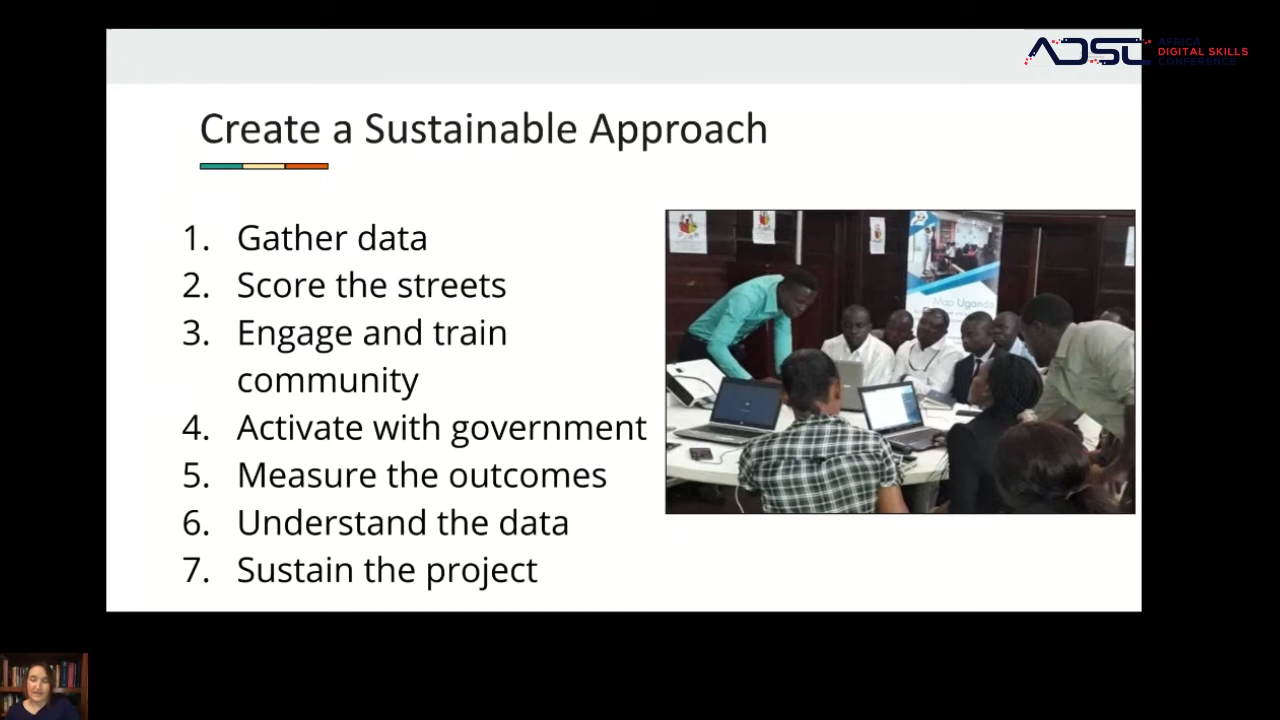 AFRICA
DIGITAL SKILLS
CONFERENCE
ADSC
Create a Sustainable Approach
1. Gather data
2. Score the streets
3. Engage and train
community
4. Activate with government
5. Measure the outcomes
6. Understand the data
7. Sustain the project
Map Uganda